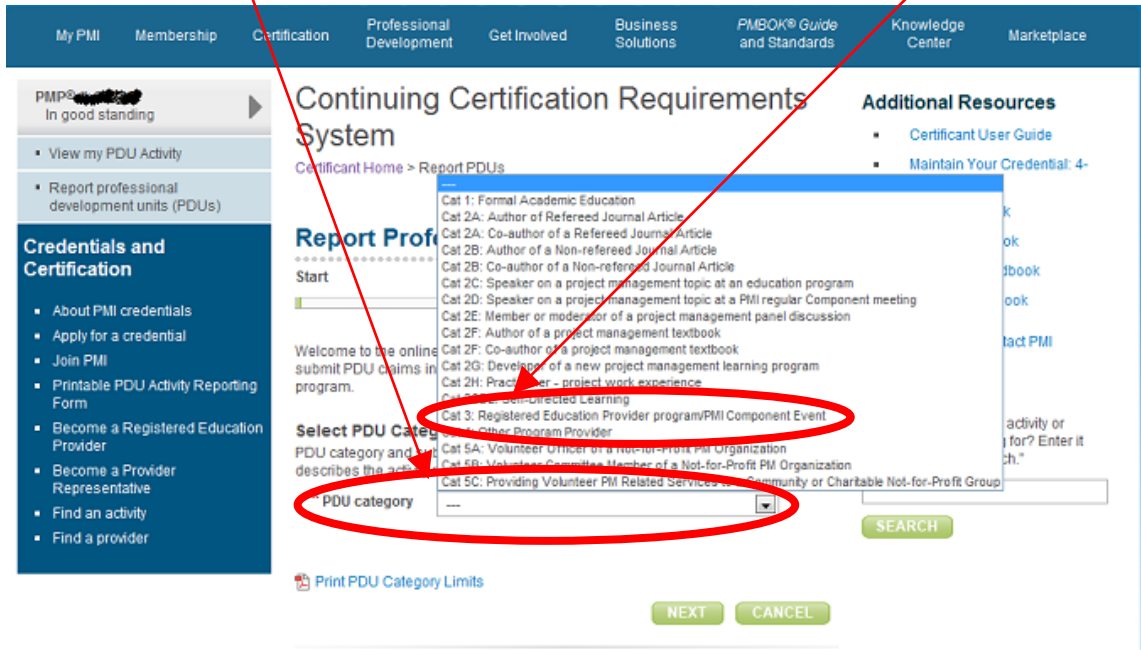 My PMI Membership Certification Professional Development Get Involved Business Solutions PMBOK® Guide and Standards Knowledge Center Marketplace
PMP®
In good standing
View my PDU Activity
Report professional
development units (PDUs)
Credentials and
Certification
About PMI credentials
Apply for a credential
Join PMI
Printable PDU Activity Reporting
Form
Become a Registered Education
Provider
Become a Provider
Representative
Find an activity
Find a provider
Continuing Certification Requirements
System
Certificant Home > Report PDUs
Report
Start
Welcome to the online
submit PDU claims in
program.
Select PDU
PDU category and
describes the
---
Cat 1: Formal Academic Education
Cat 2A: Author of Refereed Journal Article
Cat 2A: Co-author of a Refereed Journal Article
Cat 2B: Author of a Non-refereed Journal Article
Cat 2B: Co-author of a Non-refereed Journal Article
Cat 2C: Speaker on a project management topic at an education program
Cat 2D: Speaker on a project management topic at a PMI regular Component meeting
Cat 2E: Member or moderator of a project management panel discussion
Cat 2F: Author of a project management textbook
Cat 2F: Co-author of a project management textbook
Cat 2G: Developer of a new project management learning program
Cat 2H: Practitioner - project work experience
Self-Directed Learning
Cat 3: Registered Education Provider program/PMI Component Event
Other Program Provider
Cat 5A: Volunteer Officer of a Not-for-Profit PM Organization
Cat 5B: Volunteer Committee Member of a Not-for-Profit PM Organization
Cat 5C: Providing Volunteer PM Related Services to a Community or Charitable Not-for-Profit Group
PDU category ---
Print PDU Category Limits
NEXT CANCEL
Additional Resources
Certificant User Guide
Maintain Your Credential: 4-
activity or
for? Enter it
SEARCH